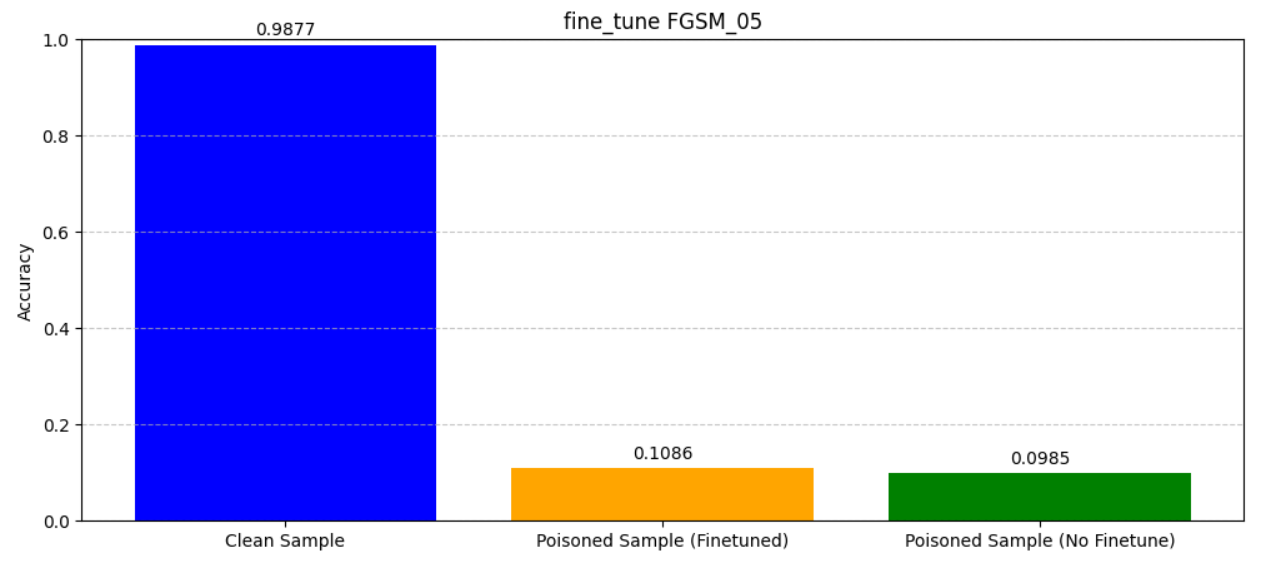 fine_tune FGSM_05
0.9877
1.0
0.8
0.6
0.4
0.2
0.0
Accuracy
0.1086
0.0985
Clean Sample
Poisoned Sample (Finetuned)
Poisoned Sample (No Finetune)